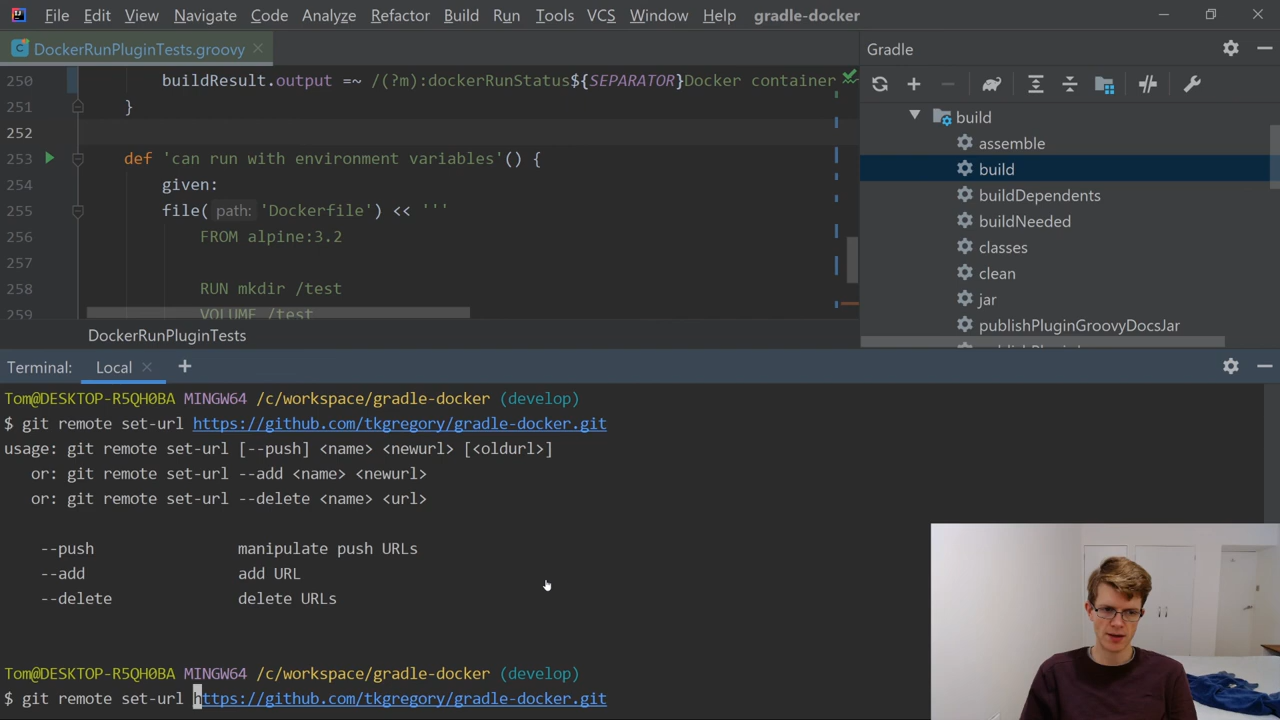 File Edit View Navigate Code Analyze Refactor Build Run Tools VCS Window Help gradle-docker
DockerRunPluginTests.groovy
250 buildResult.output =~ /(?m):dockerRunStatus${SEPARATOR}Docker container
251 }
252
253 def 'can run with environment variables'() {
254 given:
255 file( path: 'Dockerfile') << '''
256 FROM alpine:3.2
257
258 RUN mkdir /test
259 VOLUME /test
DockerRunPluginTests
Gradle
build
assemble
build
buildDependents
buildNeeded
classes
clean
jar
publishPluginGroovyDocsJar
Terminal: Local
Tom@DESKTOP-R5QH0BA MINGW64 /c/workspace/gradle-docker (develop)
$ git remote set-url https://github.com/tkgregory/gradle-docker.git
usage: git remote set-url [--push] <name> <newurl> [<oldurl>]
or: git remote set-url --add <name> <newurl>
or: git remote set-url --delete <name> <url>
--push manipulate push URLs
--add add URL
--delete delete URLs
Tom@DESKTOP-R5QH0BA MINGW64 /c/workspace/gradle-docker (develop)
$ git remote set-url https://github.com/tkgregory/gradle-docker.git